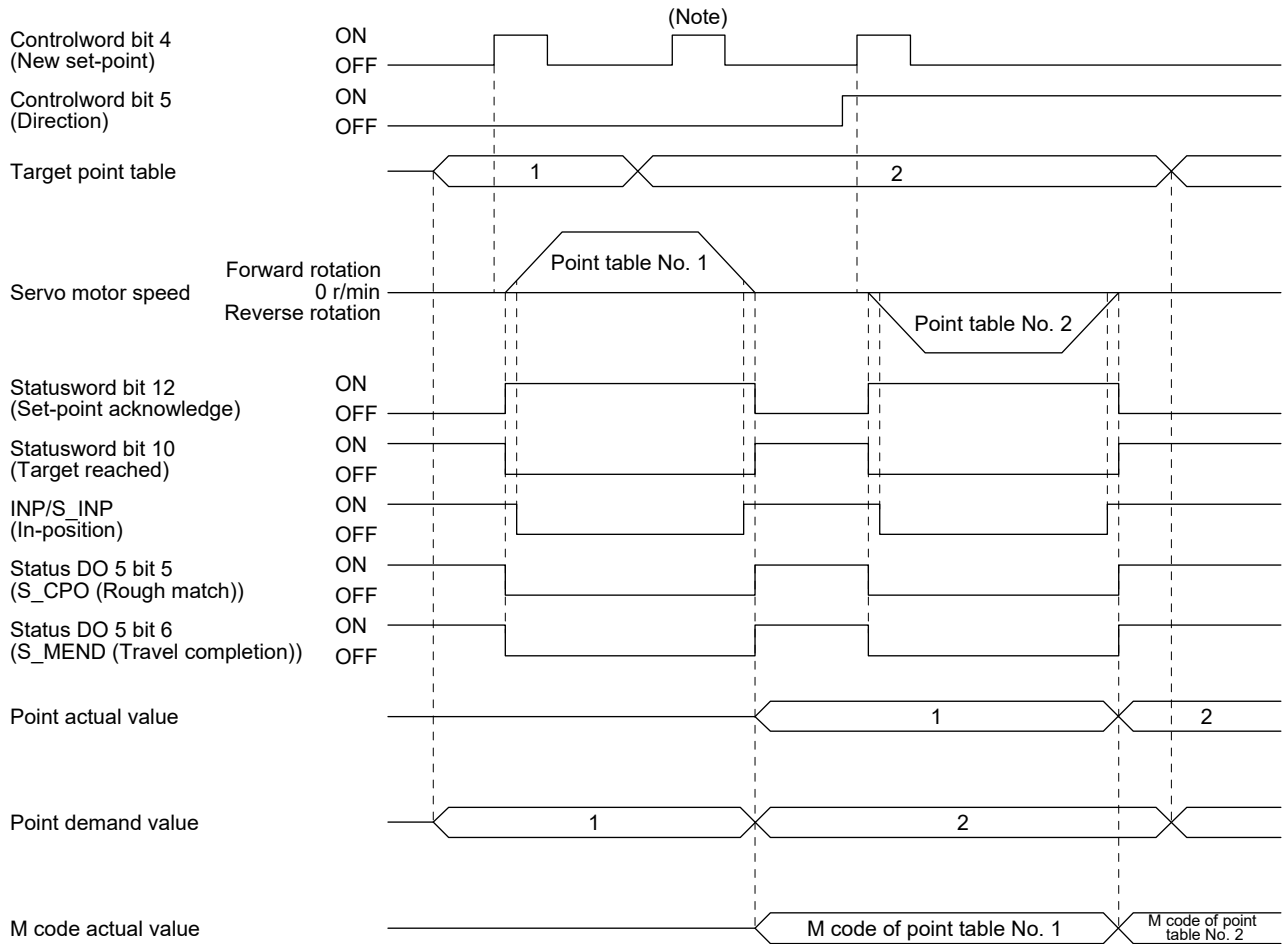 (Note)
Controlword bit 4
(New set-point)
ON
OFF
Controlword bit 5
(Direction)
ON
OFF
Target point table
1
2
Servo motor speed
Forward rotation
0 r/min
Reverse rotation
Point table No. 1
Point table No. 2
Statusword bit 12
(Set-point acknowledge)
ON
OFF
Statusword bit 10
(Target reached)
ON
OFF
INP/S_INP
(In-position)
ON
OFF
Status DO 5 bit 5
(S_CPO (Rough match))
ON
OFF
Status DO 5 bit 6
(S_MEND (Travel completion))
ON
OFF
Point actual value
1
2
Point demand value
1
2
M code actual value
M code of point table No. 1
M code of point
table No. 2